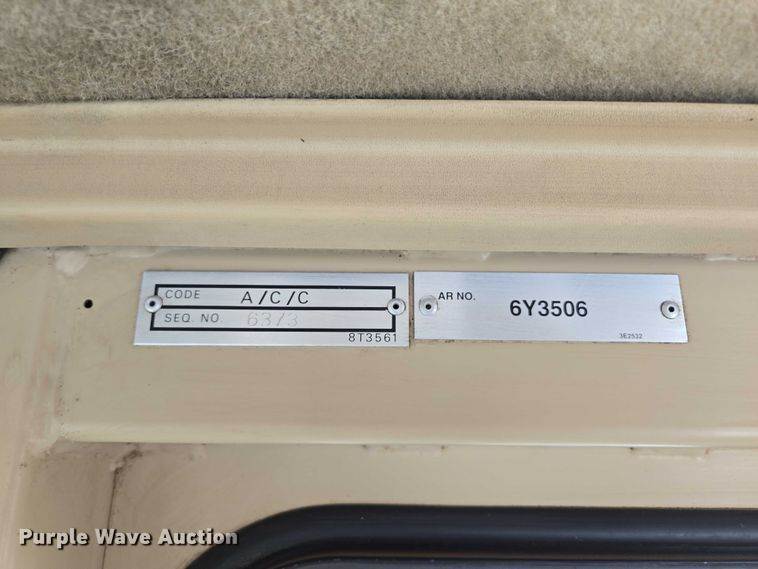 CODE A/C/C
SEQ. NO. 6373
8T3561
AR NO. 6Y3506
3E2532
Purple Wave Auction®